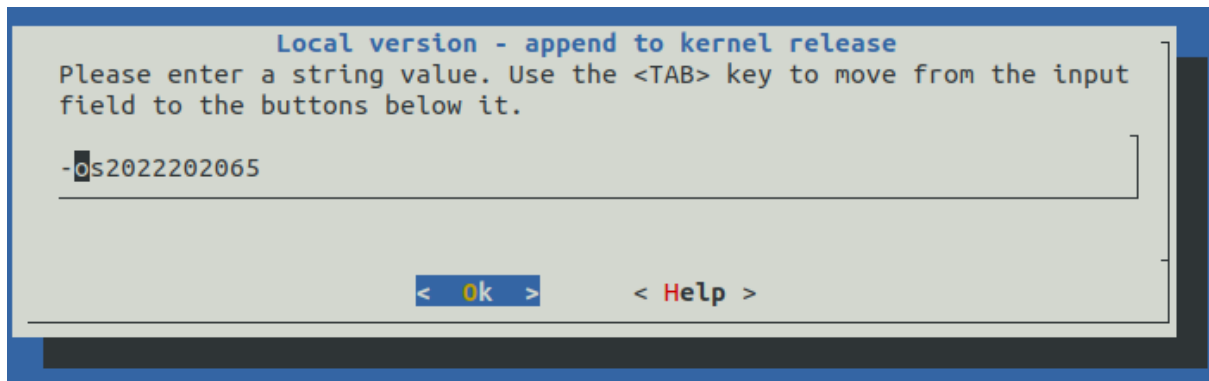 Local version - append to kernel release
Please enter a string value. Use the <TAB> key to move from the input
field to the buttons below it.
-os2022202065
< Ok > < Help >